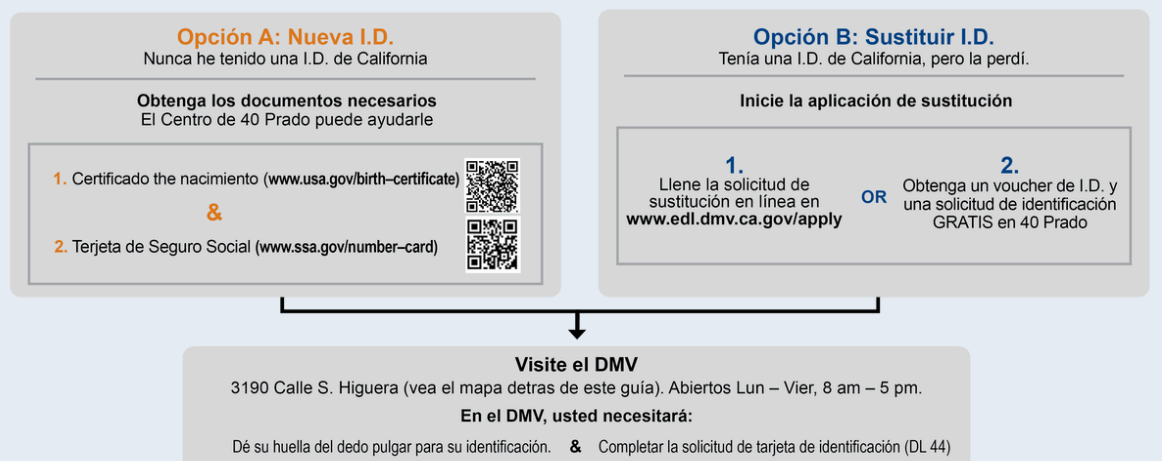 Opción A: Nueva I.D.
Nunca he tenido una I.D. de California
Obtenga los documentos necesarios
El Centro de 40 Prado puede ayudarle
1. Certificado the nacimiento (www.usa.gov/birth–certificate)
&
2. Terjeta de Seguro Social (www.ssa.gov/number–card)
Opción B: Sustituir I.D.
Tenía una I.D. de California, pero la perdí.
Inicie la aplicación de sustitución
1.
Llene la solicitud de
sustitución en línea en
www.edl.dmv.ca.gov/apply
OR
2.
Obtenga un voucher de I.D. y
una solicitud de identificación
GRATIS en 40 Prado
Visite el DMV
3190 Calle S. Higuera (vea el mapa detras de este guía). Abiertos Lun – Vier, 8 am – 5 pm.
En el DMV, usted necesitará:
Dé su huella del dedo pulgar para su identificación. & Completar la solicitud de tarjeta de identificación (DL 44)